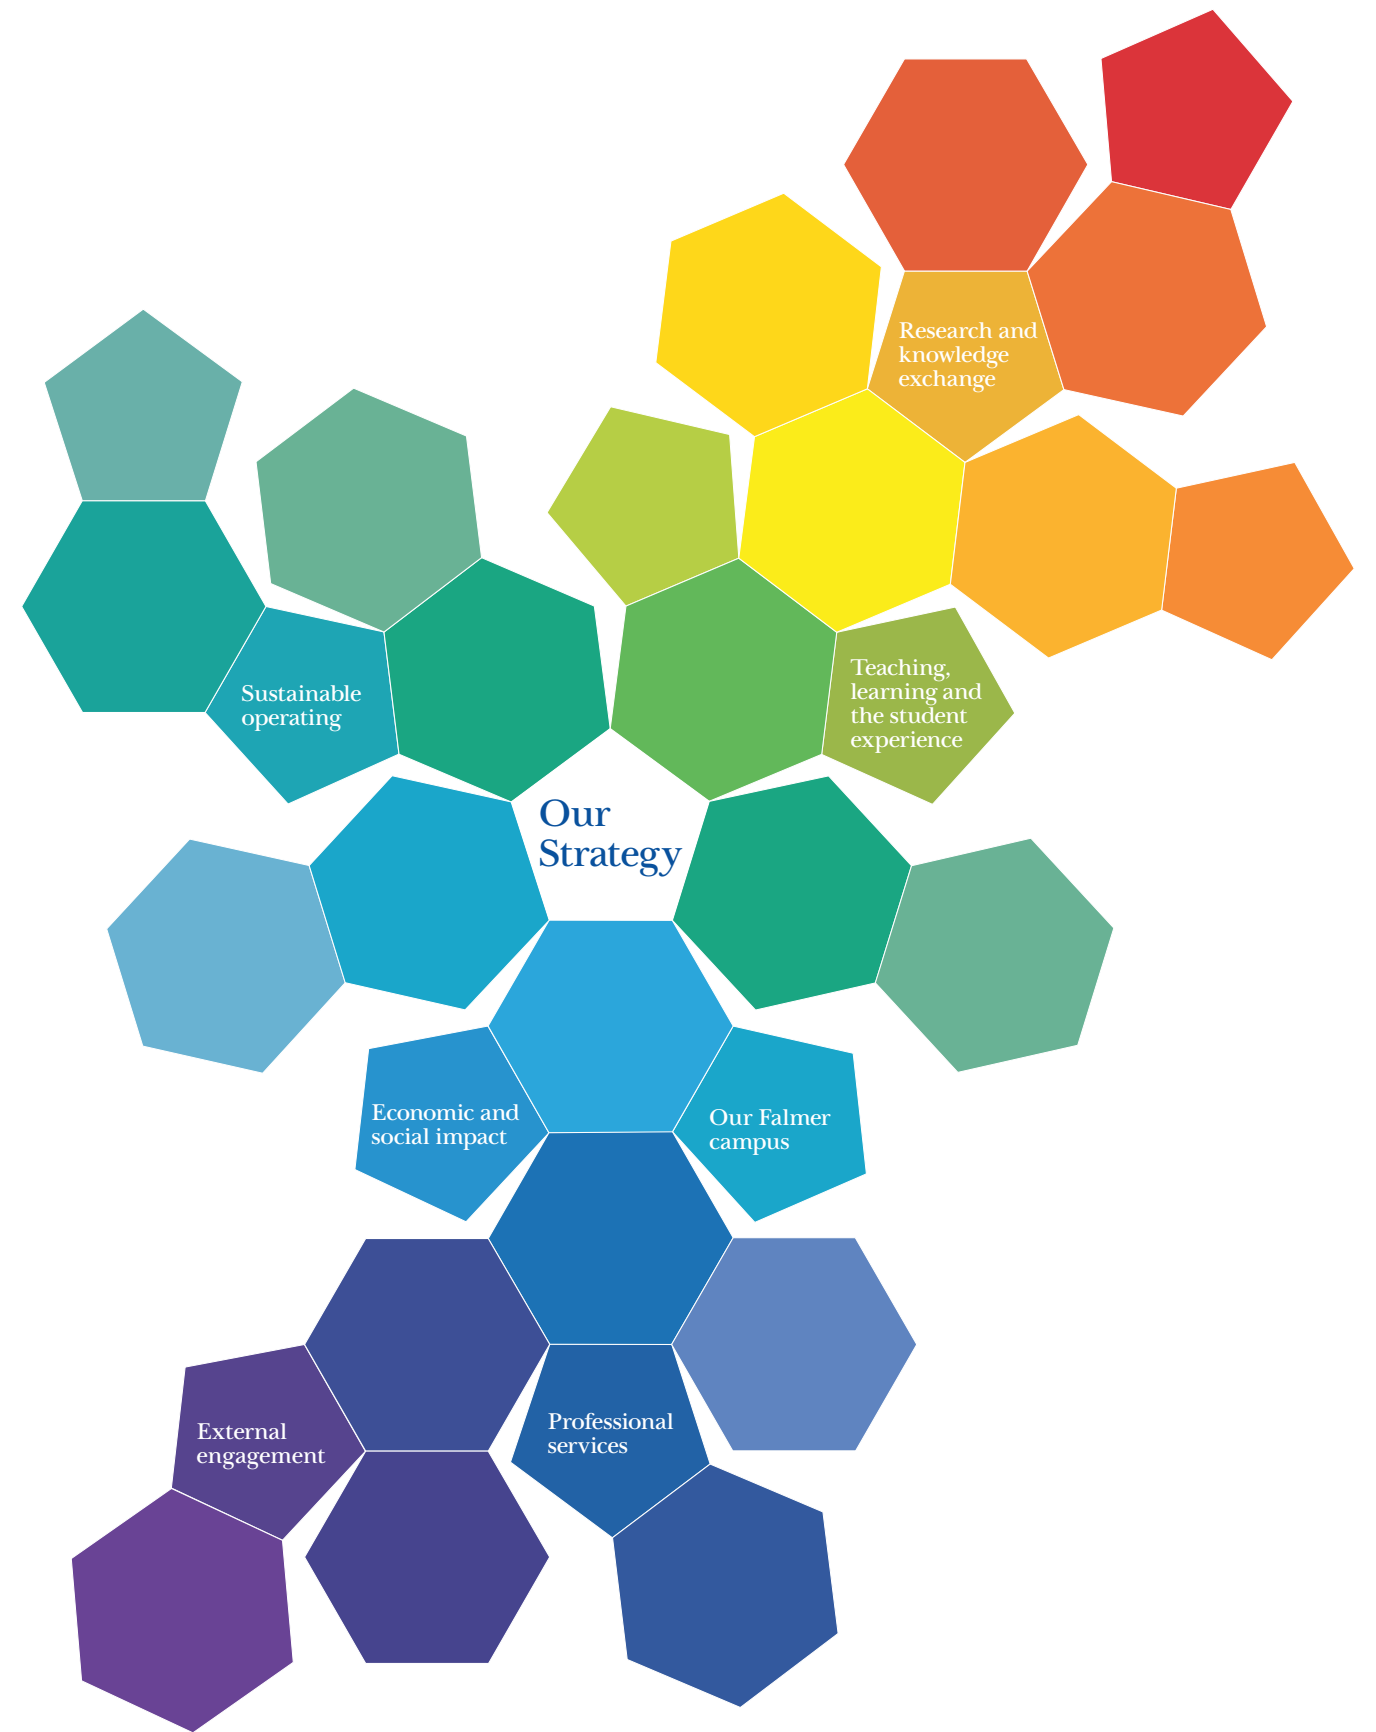 Research and
knowledge
exchange
Teaching,
learning and
the student
experience
Sustainable
operating
Our
Strategy
Economic and
social impact
Our Falmer
campus
External
engagement
Professional
services